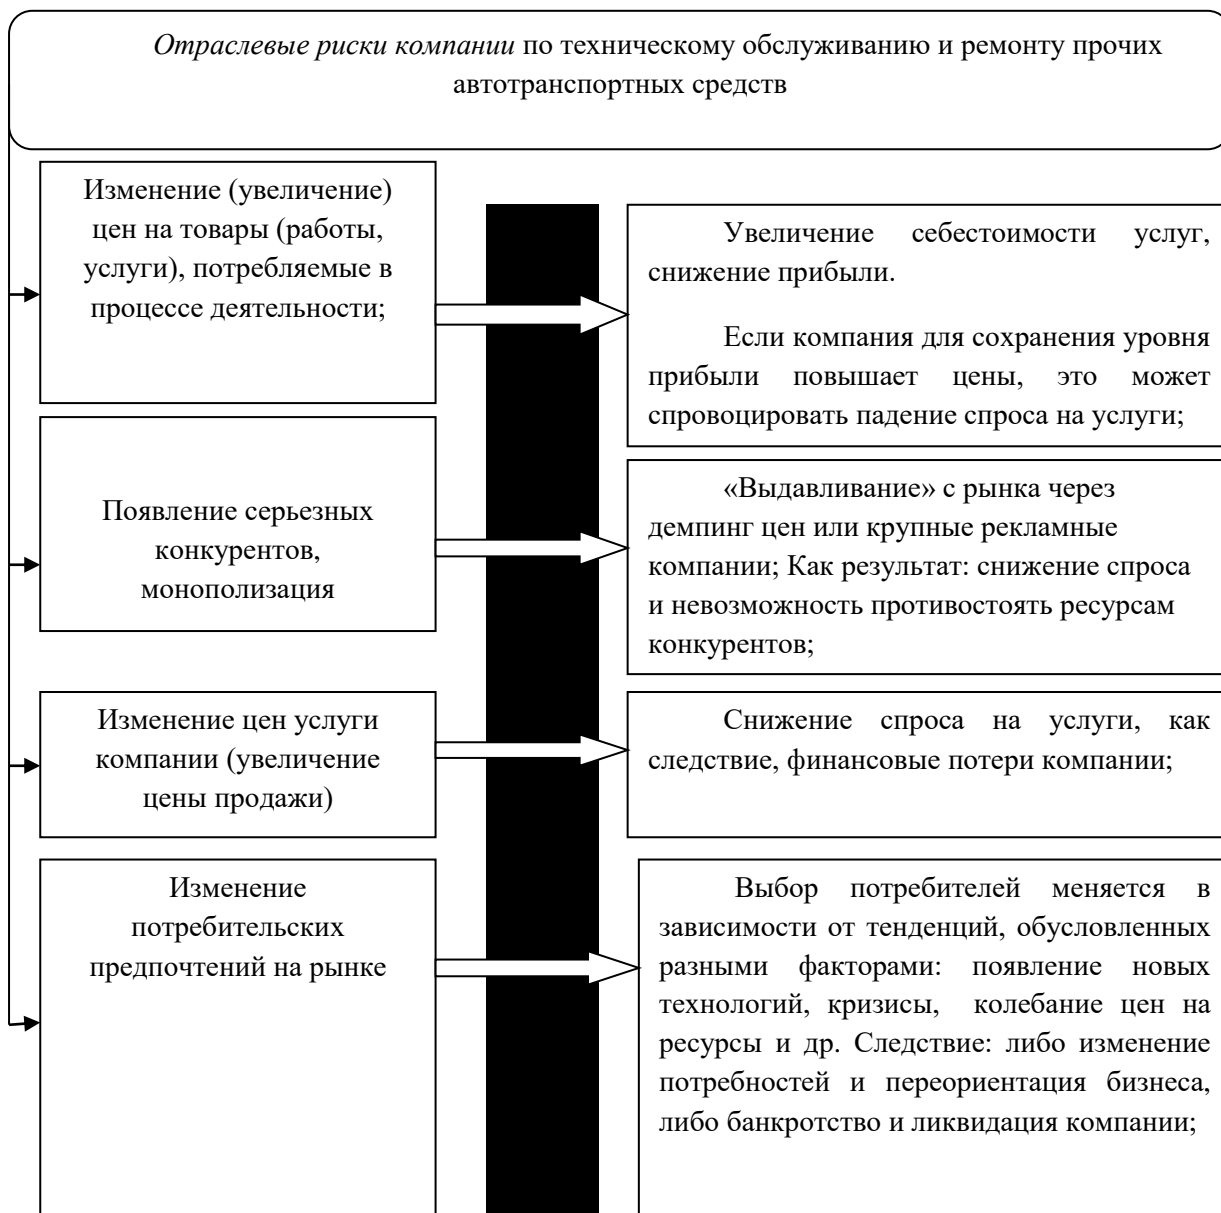 Отраслевые риски компании по техническому обслуживанию и ремонту прочих
автотранспортных средств
Изменение (увеличение)
цен на товары (работы,
услуги), потребляемые в
процессе деятельности;
Увеличение себестоимости услуг,
снижение прибыли.
Если компания для сохранения уровня
прибыли повышает цены, это может
спровоцировать падение спроса на услуги;
Появление серьезных
конкурентов,
монополизация
«Выдавливание» с рынка через
демпинг цен или крупные рекламные
компании; Как результат: снижение спроса
и невозможность противостоять ресурсам
конкурентов;
Изменение цен услуги
компании (увеличение
цены продажи)
Снижение спроса на услуги, как
следствие, финансовые потери компании;
Изменение
потребительских
предпочтений на рынке
Выбор потребителей меняется в
зависимости от тенденций, обусловленных
разными факторами: появление новых
технологий, кризисы, колебание цен на
ресурсы и др. Следствие: либо изменение
потребностей и переориентация бизнеса,
либо банкротство и ликвидация компании;